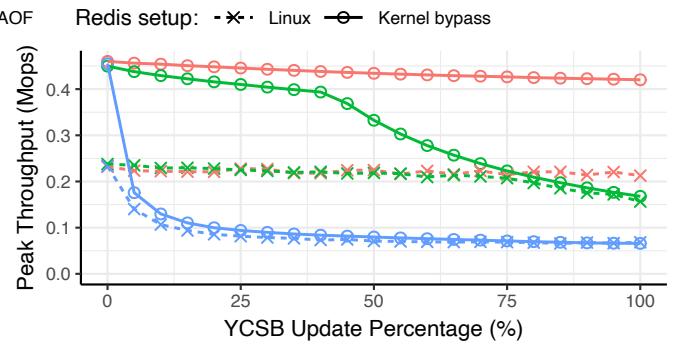 AOF Redis setup: Linux Kernel bypass
Peak Throughput (Mops)
0.4
0.3
0.2
0.1
0.0
0 25 50 75 100
YCSB Update Percentage (%)